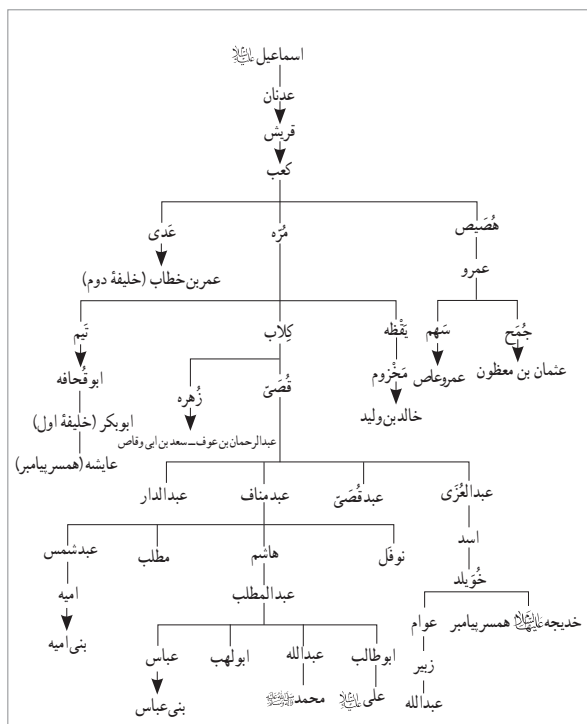 اسماعیل علیه‌السلام
عدنان
قریش
کعب
هُصَیص مُرّه عَدی
عمرو عمربن‌خطاب (خلیفهٔ دوم)
جُمَح سَهم یَقْظه کِلاب تَیم
عثمان بن معظون عمروعاص مَخْزوم قُصَیّ زُهره ابوقُحافه
خالدبن‌ولید ابوبکر (خلیفهٔ اول)
عبدالرحمان‌بن‌عوف ــ سعدبن‌ابی‌وقاص
عایشه (همسرپیامبر)
عبدالعُزَی عبدقُصَیّ عبدمناف عبدالدار
اسد نوفَل هاشم مطلب عبدشمس
خُوَیلد عبدالمطلب امیه
خدیجه علیهاالسلام همسرپیامبر عوام بنی‌امیه
ابوطالب عبدالله ابولهب عباس
زبیر
عبدالله علی علیه‌السلام محمد صلی‌الله‌علیه‌وآله بنی‌عباس